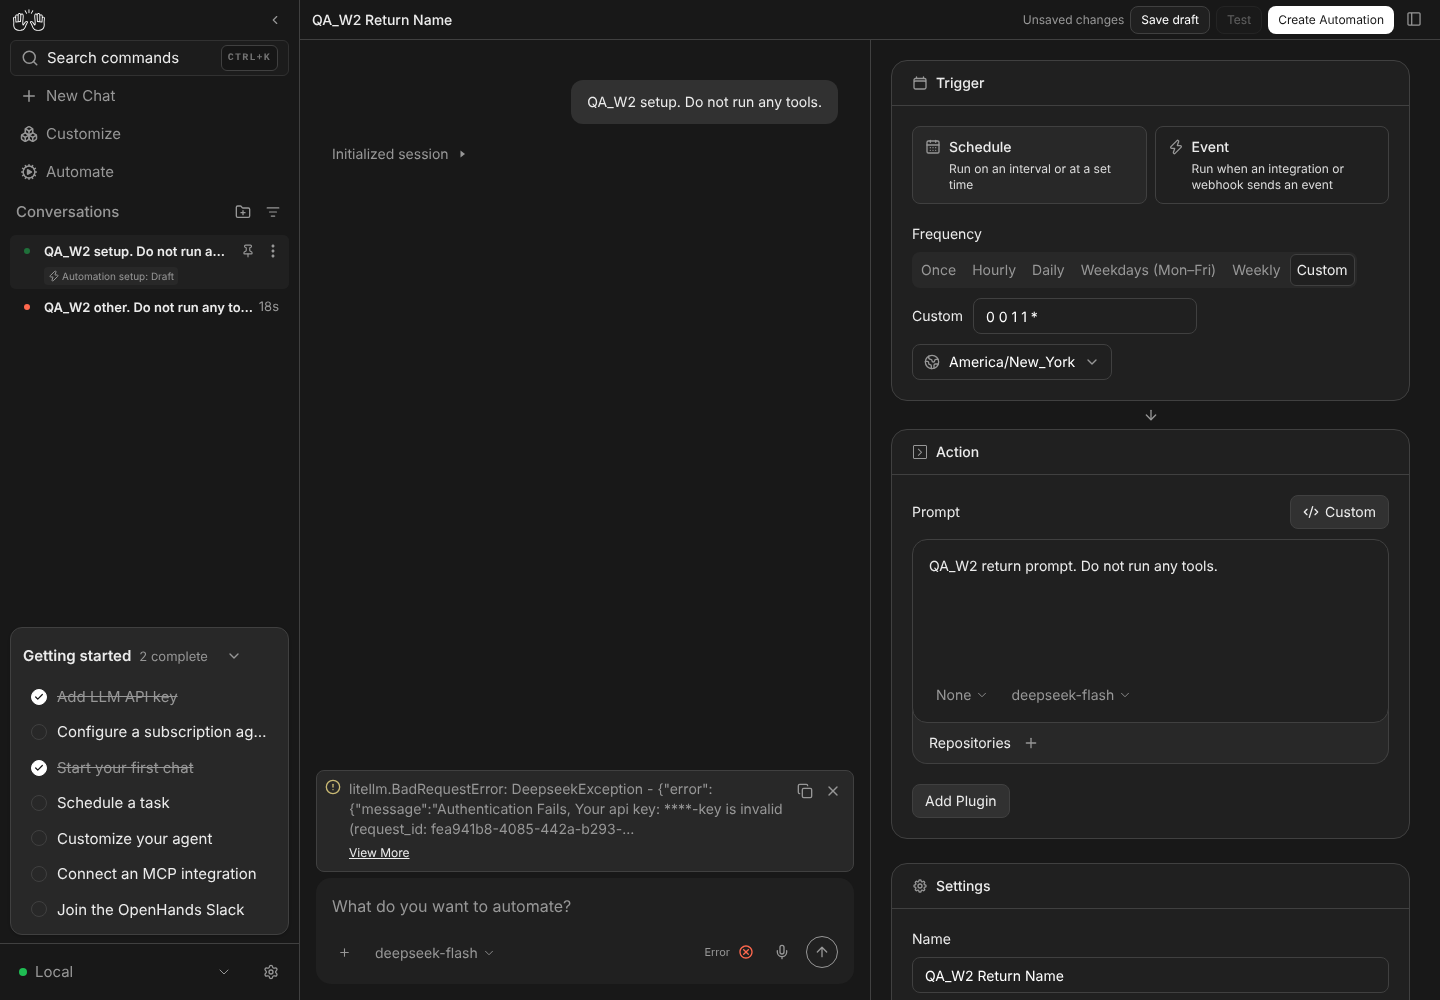 QA_W2 Return Name
Unsaved changes
Save draft
Test
Create Automation
Search commands
CTRL+K
New Chat
Customize
Automate
Conversations
QA_W2 setup. Do not run a...
Automation setup: Draft
QA_W2 other. Do not run any to...
18s
Getting started
2 complete
Add LLM API key
Configure a subscription ag...
Start your first chat
Schedule a task
Customize your agent
Connect an MCP integration
Join the OpenHands Slack
Local
QA_W2 setup. Do not run any tools.
Initialized session
litellm.BadRequestError: DeepseekException - {"error":
{"message":"Authentication Fails, Your api key: ****-key is invalid
(request_id: fea941b8-4085-442a-b293-...
View More
What do you want to automate?
deepseek-flash
Error
Trigger
Schedule
Run on an interval or at a set
time
Event
Run when an integration or
webhook sends an event
Frequency
Once
Hourly
Daily
Weekdays (Mon–Fri)
Weekly
Custom
Custom
0 0 1 1 *
America/New_York
Action
Prompt
Custom
QA_W2 return prompt. Do not run any tools.
None
deepseek-flash
Repositories
Add Plugin
Settings
Name
QA_W2 Return Name